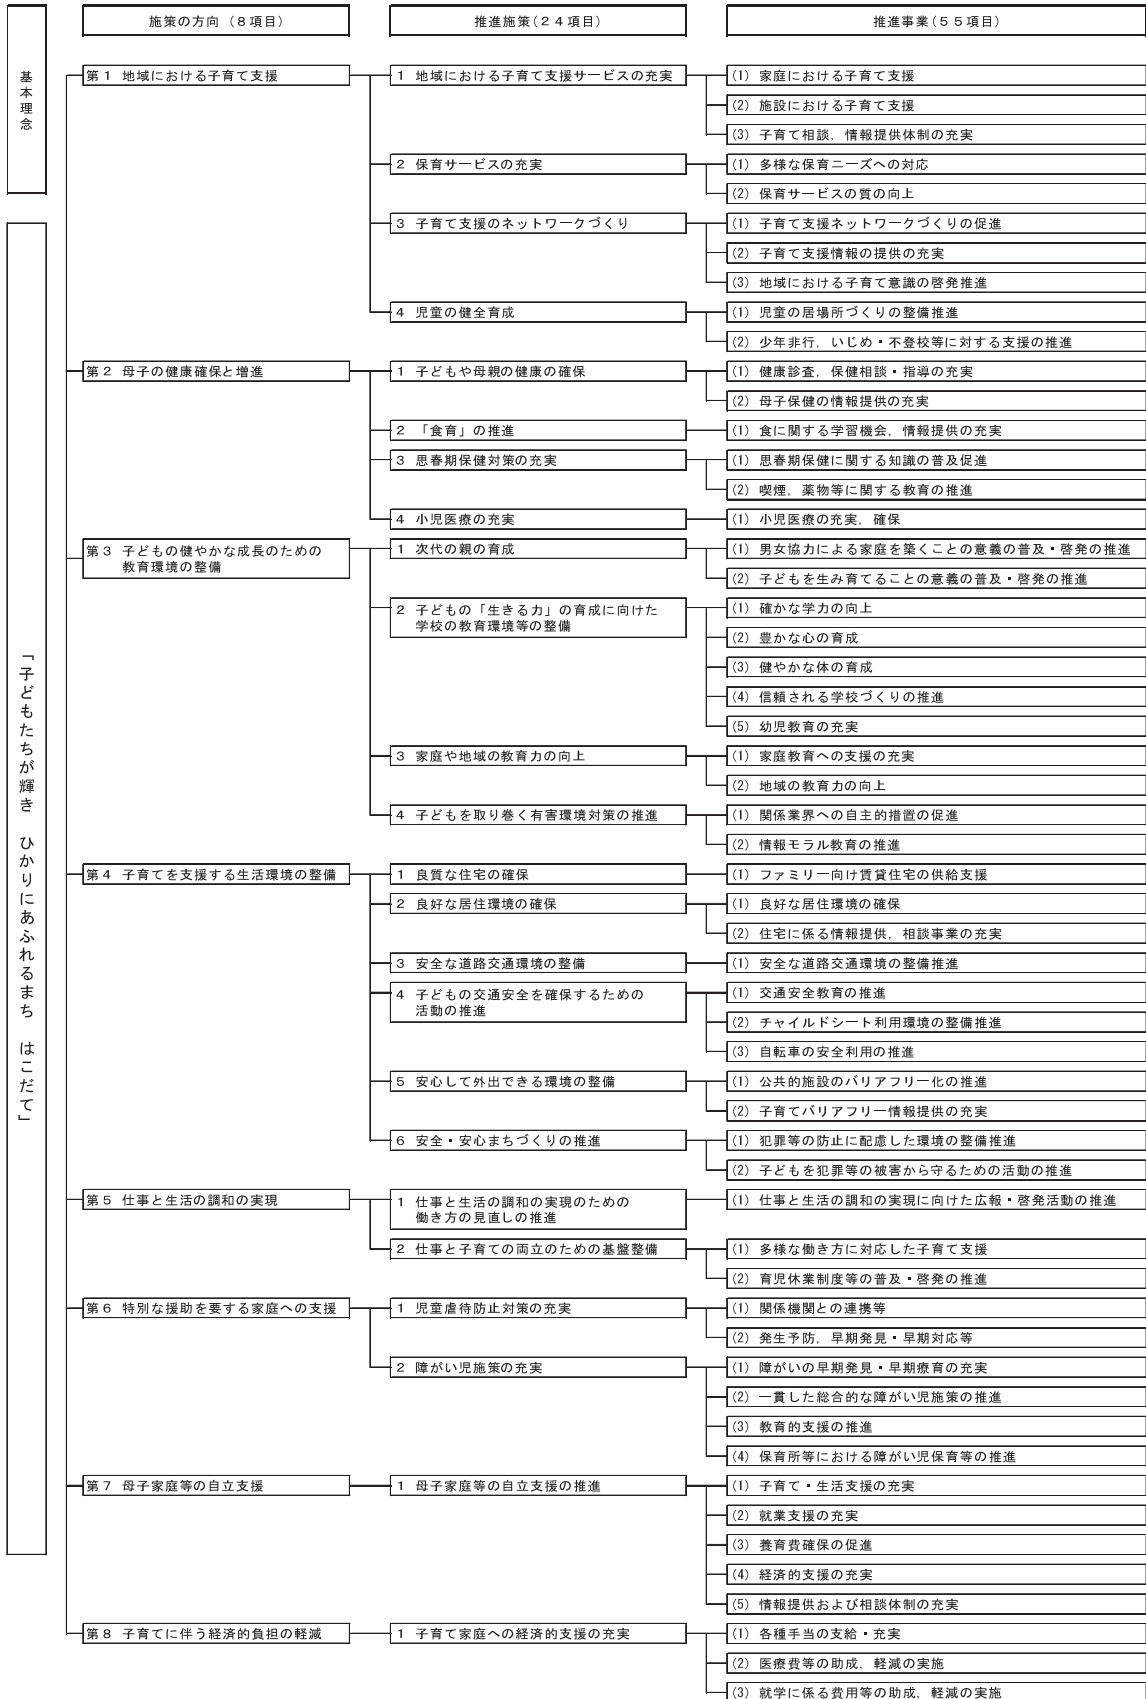 施策の方向（8項目）
推進施策（24項目）
推進事業（55項目）
基本理念
「子どもたちが輝き ひかりにあふれるまち はこだて」
第1 地域における子育て支援
1 地域における子育て支援サービスの充実
(1) 家庭における子育て支援
(2) 施設における子育て支援
(3) 子育て相談，情報提供体制の充実
2 保育サービスの充実
(1) 多様な保育ニーズへの対応
(2) 保育サービスの質の向上
3 子育て支援のネットワークづくり
(1) 子育て支援ネットワークづくりの促進
(2) 子育て支援情報の提供の充実
(3) 地域における子育て意識の啓発推進
4 児童の健全育成
(1) 児童の居場所づくりの整備推進
(2) 少年非行，いじめ・不登校等に対する支援の推進
第2 母子の健康確保と増進
1 子どもや母親の健康の確保
(1) 健康診査，保健相談・指導の充実
(2) 母子保健の情報提供の充実
2 「食育」の推進
(1) 食に関する学習機会，情報提供の充実
3 思春期保健対策の充実
(1) 思春期保健に関する知識の普及促進
(2) 喫煙，薬物等に関する教育の推進
4 小児医療の充実
(1) 小児医療の充実，確保
第3 子どもの健やかな成長のための
教育環境の整備
1 次代の親の育成
(1) 男女協力による家庭を築くことの意義の普及・啓発の推進
(2) 子どもを生み育てることの意義の普及・啓発の推進
2 子どもの「生きる力」の育成に向けた
学校の教育環境等の整備
(1) 確かな学力の向上
(2) 豊かな心の育成
(3) 健やかな体の育成
(4) 信頼される学校づくりの推進
(5) 幼児教育の充実
3 家庭や地域の教育力の向上
(1) 家庭教育への支援の充実
(2) 地域の教育力の向上
4 子どもを取り巻く有害環境対策の推進
(1) 関係業界への自主的措置の促進
(2) 情報モラル教育の推進
第4 子育てを支援する生活環境の整備
1 良質な住宅の確保
(1) ファミリー向け賃貸住宅の供給支援
2 良好な居住環境の確保
(1) 良好な居住環境の確保
(2) 住宅に係る情報提供，相談事業の充実
3 安全な道路交通環境の整備
(1) 安全な道路交通環境の整備推進
4 子どもの交通安全を確保するための
活動の推進
(1) 交通安全教育の推進
(2) チャイルドシート利用環境の整備推進
(3) 自転車の安全利用の推進
5 安心して外出できる環境の整備
(1) 公共的施設のバリアフリー化の推進
(2) 子育てバリアフリー情報提供の充実
6 安全・安心まちづくりの推進
(1) 犯罪等の防止に配慮した環境の整備推進
(2) 子どもを犯罪等の被害から守るための活動の推進
第5 仕事と生活の調和の実現
1 仕事と生活の調和の実現のための
働き方の見直しの推進
(1) 仕事と生活の調和の実現に向けた広報・啓発活動の推進
2 仕事と子育ての両立のための基盤整備
(1) 多様な働き方に対応した子育て支援
(2) 育児休業制度等の普及・啓発の推進
第6 特別な援助を要する家庭への支援
1 児童虐待防止対策の充実
(1) 関係機関との連携等
(2) 発生予防，早期発見・早期対応等
2 障がい児施策の充実
(1) 障がいの早期発見・早期療育の充実
(2) 一貫した総合的な障がい児施策の推進
(3) 教育的支援の推進
(4) 保育所等における障がい児保育等の推進
第7 母子家庭等の自立支援
1 母子家庭等の自立支援の推進
(1) 子育て・生活支援の充実
(2) 就業支援の充実
(3) 養育費確保の促進
(4) 経済的支援の充実
(5) 情報提供および相談体制の充実
第8 子育てに伴う経済的負担の軽減
1 子育て家庭への経済的支援の充実
(1) 各種手当の支給・充実
(2) 医療費等の助成，軽減の実施
(3) 就学に係る費用等の助成，軽減の実施